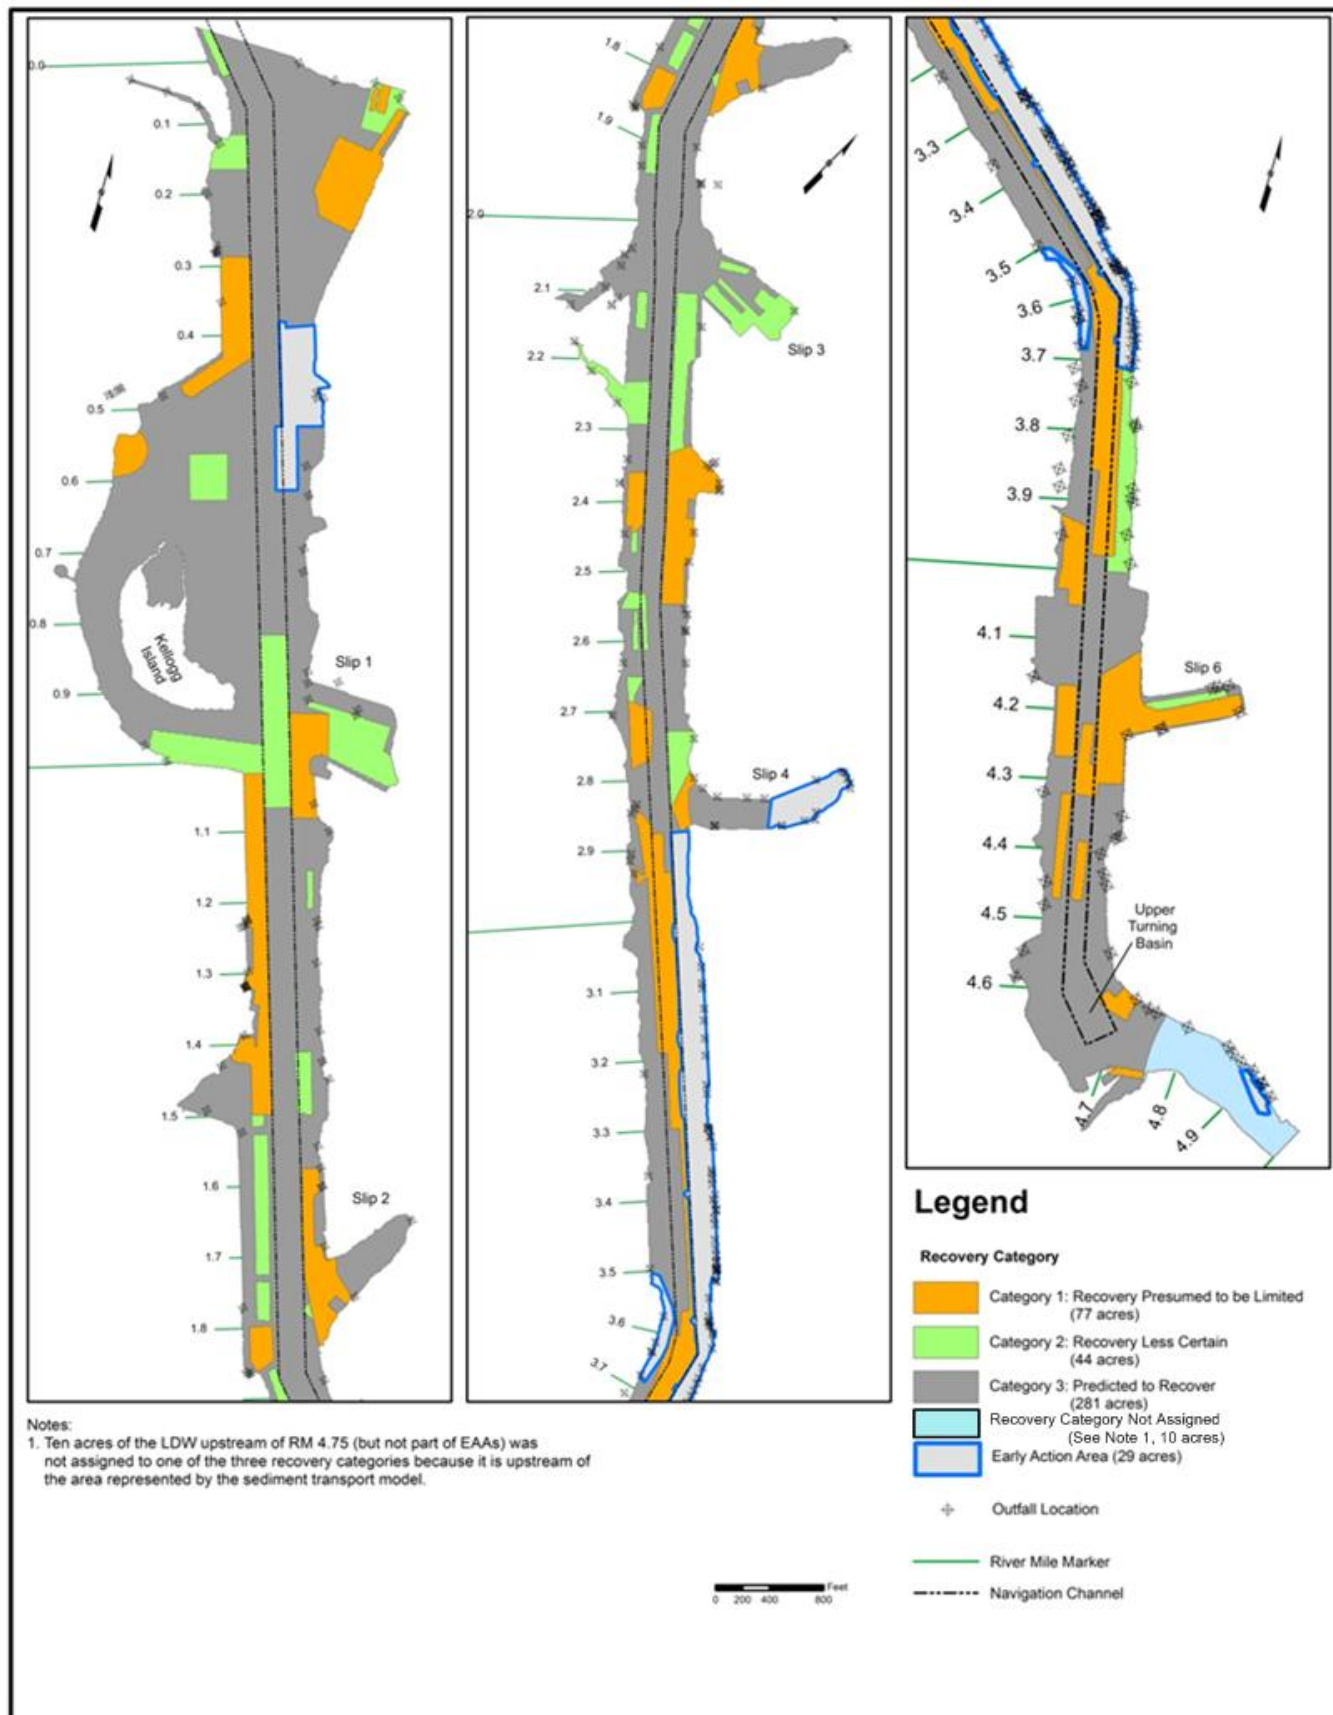 0.0
0.1
0.2
0.3
0.4
0.5
0.6
0.7
0.8
Kellogg
Island
Slip 1
0.9
1.1
1.2
1.3
1.4
1.5
1.6
Slip 2
1.7
1.8
1.8
1.9
2.0
2.1
Slip 3
2.2
2.3
2.4
2.5
2.6
2.7
Slip 4
2.8
2.9
3.1
3.2
3.3
3.4
3.5
3.6
3.7
3.3
3.4
3.5
3.6
3.7
3.8
3.9
4.1
Slip 6
4.2
4.3
4.4
4.5
Upper
Turning
Basin
4.6
4.7
4.8
4.9
Legend
Recovery Category
Category 1: Recovery Presumed to be Limited
(77 acres)
Category 2: Recovery Less Certain
(44 acres)
Category 3: Predicted to Recover
(281 acres)
Recovery Category Not Assigned
(See Note 1, 10 acres)
Early Action Area (29 acres)
Outfall Location
River Mile Marker
Navigation Channel
Notes:
1. Ten acres of the LDW upstream of RM 4.75 (but not part of EAAs) was
not assigned to one of the three recovery categories because it is upstream of
the area represented by the sediment transport model.
Feet
0 200 400 800